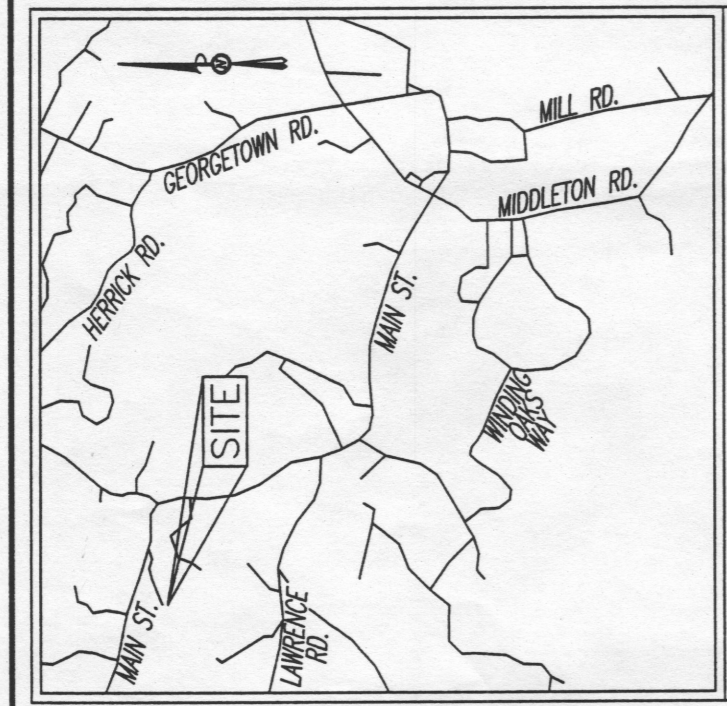 N
MILL RD.
GEORGETOWN RD.
MIDDLETON RD.
HERRICK RD.
MAIN ST.
SITE
WINDING
OAKS
WAY
MAIN ST.
LAWRENCE
RD.